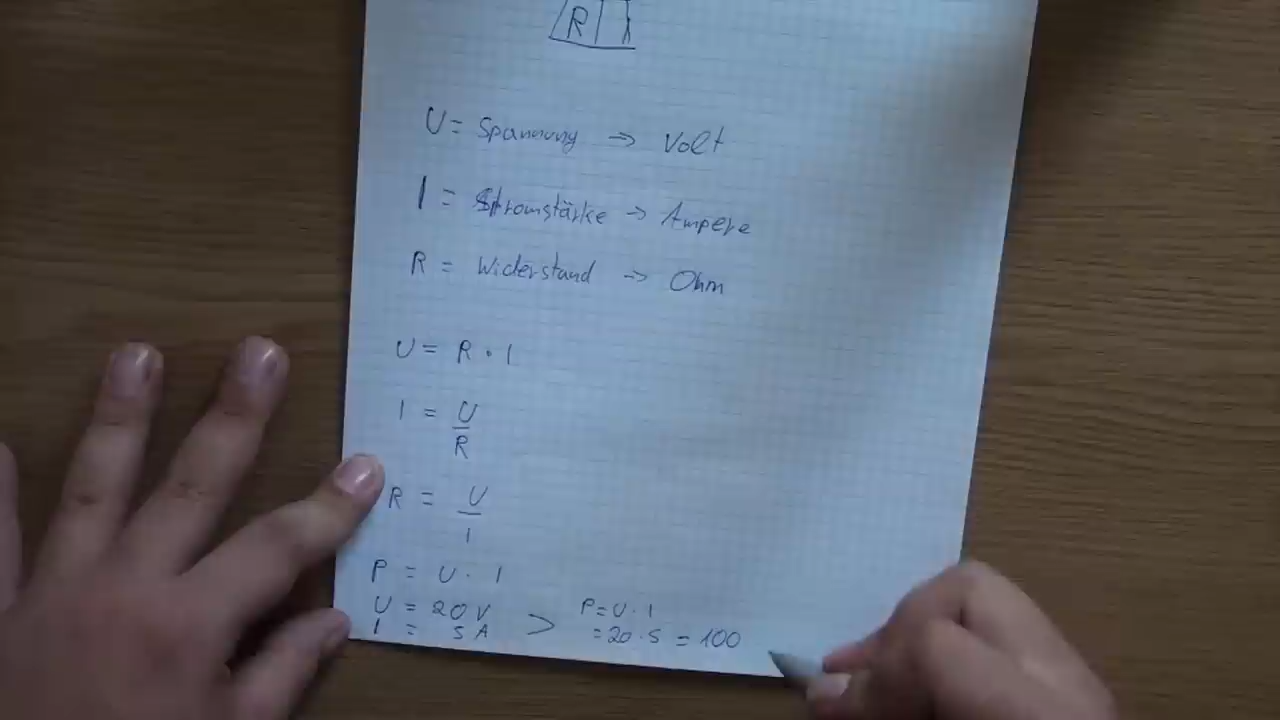 R I
U = Spannung → Volt
I = Stromstärke → Ampere
R = Widerstand → Ohm
U = R · I
I = U/R
R = U/I
P = U · I
U = 20 V
I = 5 A
> P = U · I
= 20 · 5 = 100